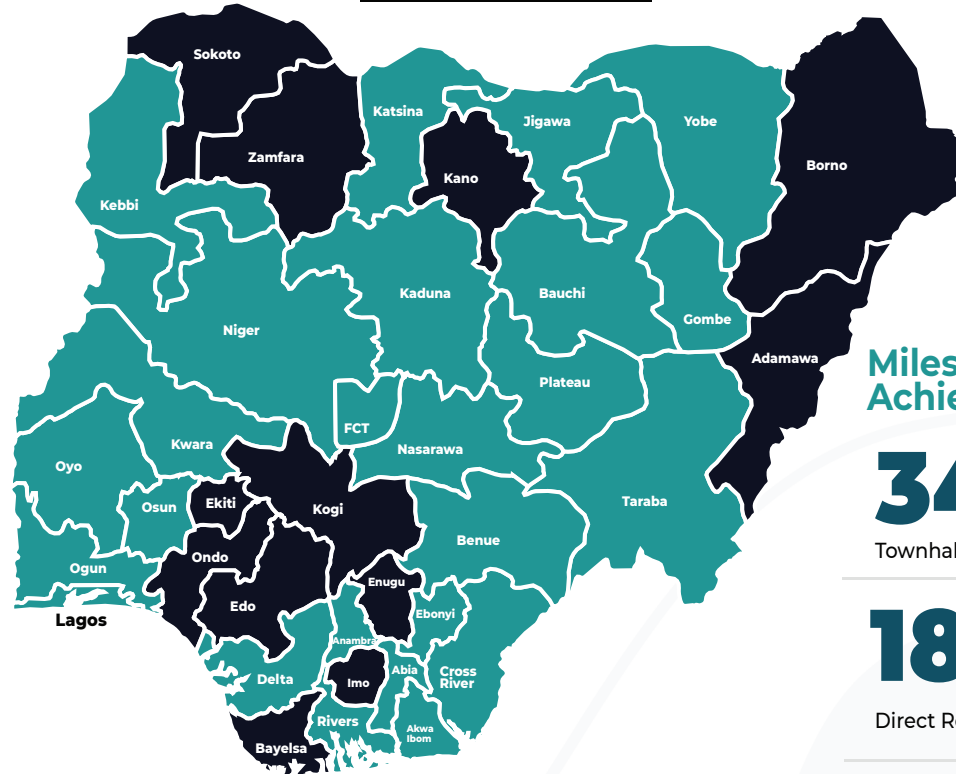 Sokoto
Katsina
Jigawa
Yobe
Zamfara
Kano
Borno
Kebbi
Kaduna
Bauchi
Niger
Gombe
Adamawa
Plateau
FCT
Kwara
Nasarawa
Oyo
Taraba
Osun
Ekiti
Kogi
Benue
Ondo
Ogun
Enugu
Edo
Ebonyi
Lagos
Anambra
Abia
Cross
River
Delta
Imo
Rivers
Akwa
Ibom
Bayelsa
Miles
Achie
34
Townhal
18
Direct Re